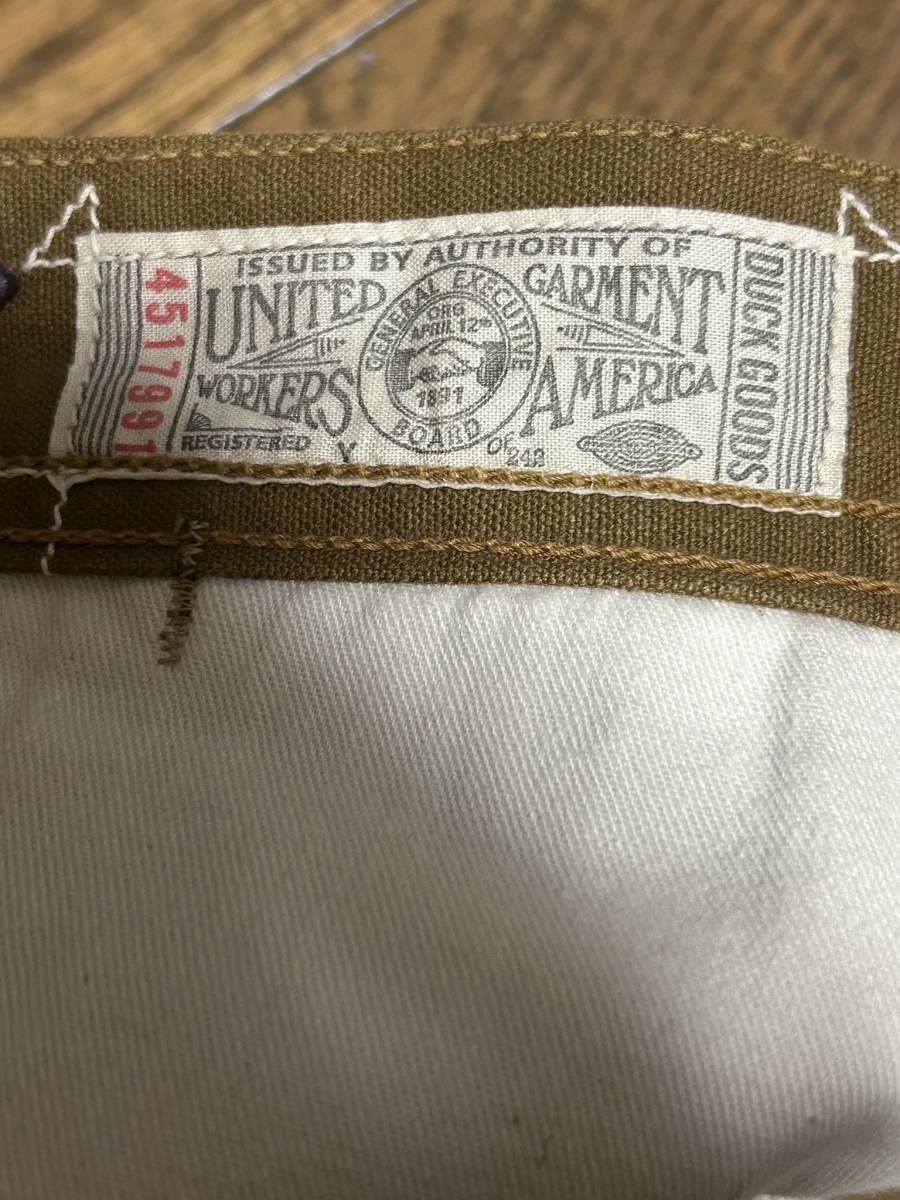 ISSUED BY AUTHORITY OF
4517991
UNITED
GARMENT
WORKERS
AMERICA
GENERAL EXECUTIVE
BOARD
ORG
APRIL 12TH
1891
REGISTERED
OF
DUCK GOODS